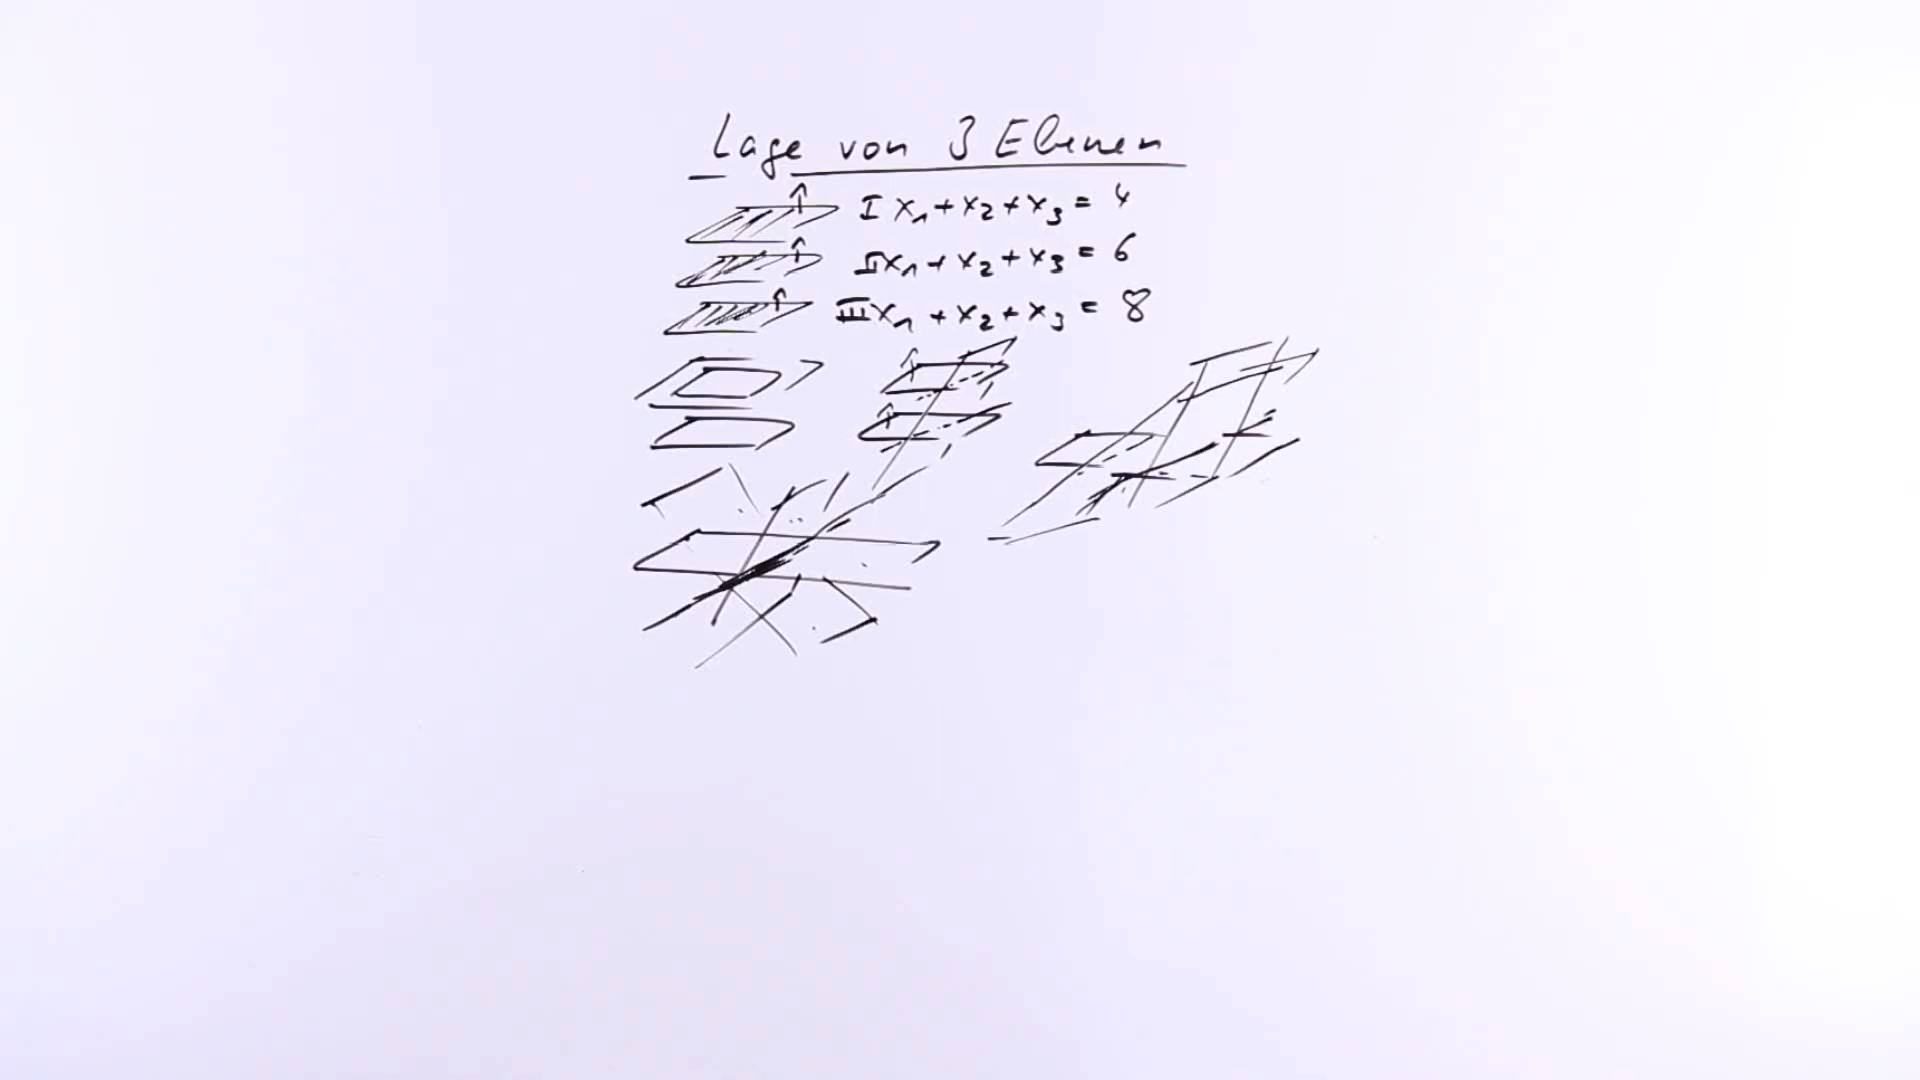 Lage von 3 Ebenen
I x₁ + x₂ + x₃ = 4
II x₁ + x₂ + x₃ = 6
III x₁ + x₂ + x₃ = 8